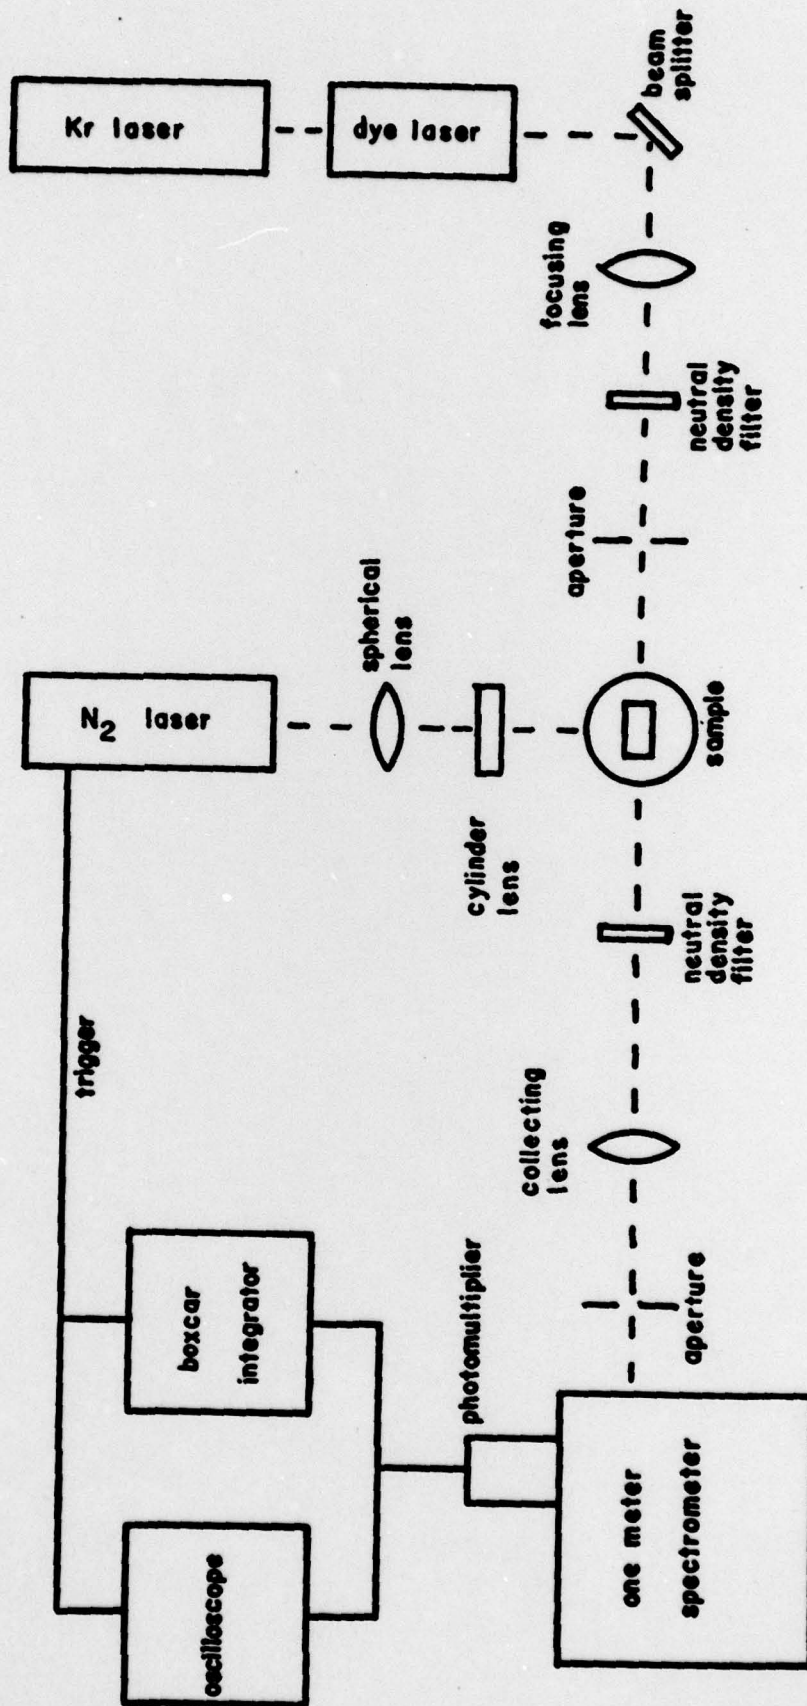 Kr laser
dye laser
beam
splitter
focusing
lens
neutral
density
filter
aperture
N2 laser
spherical
lens
cylinder
lens
sample
neutral
density
filter
trigger
collecting
lens
aperture
boxcar
integrator
photomultiplier
oscilloscope
one meter
spectrometer